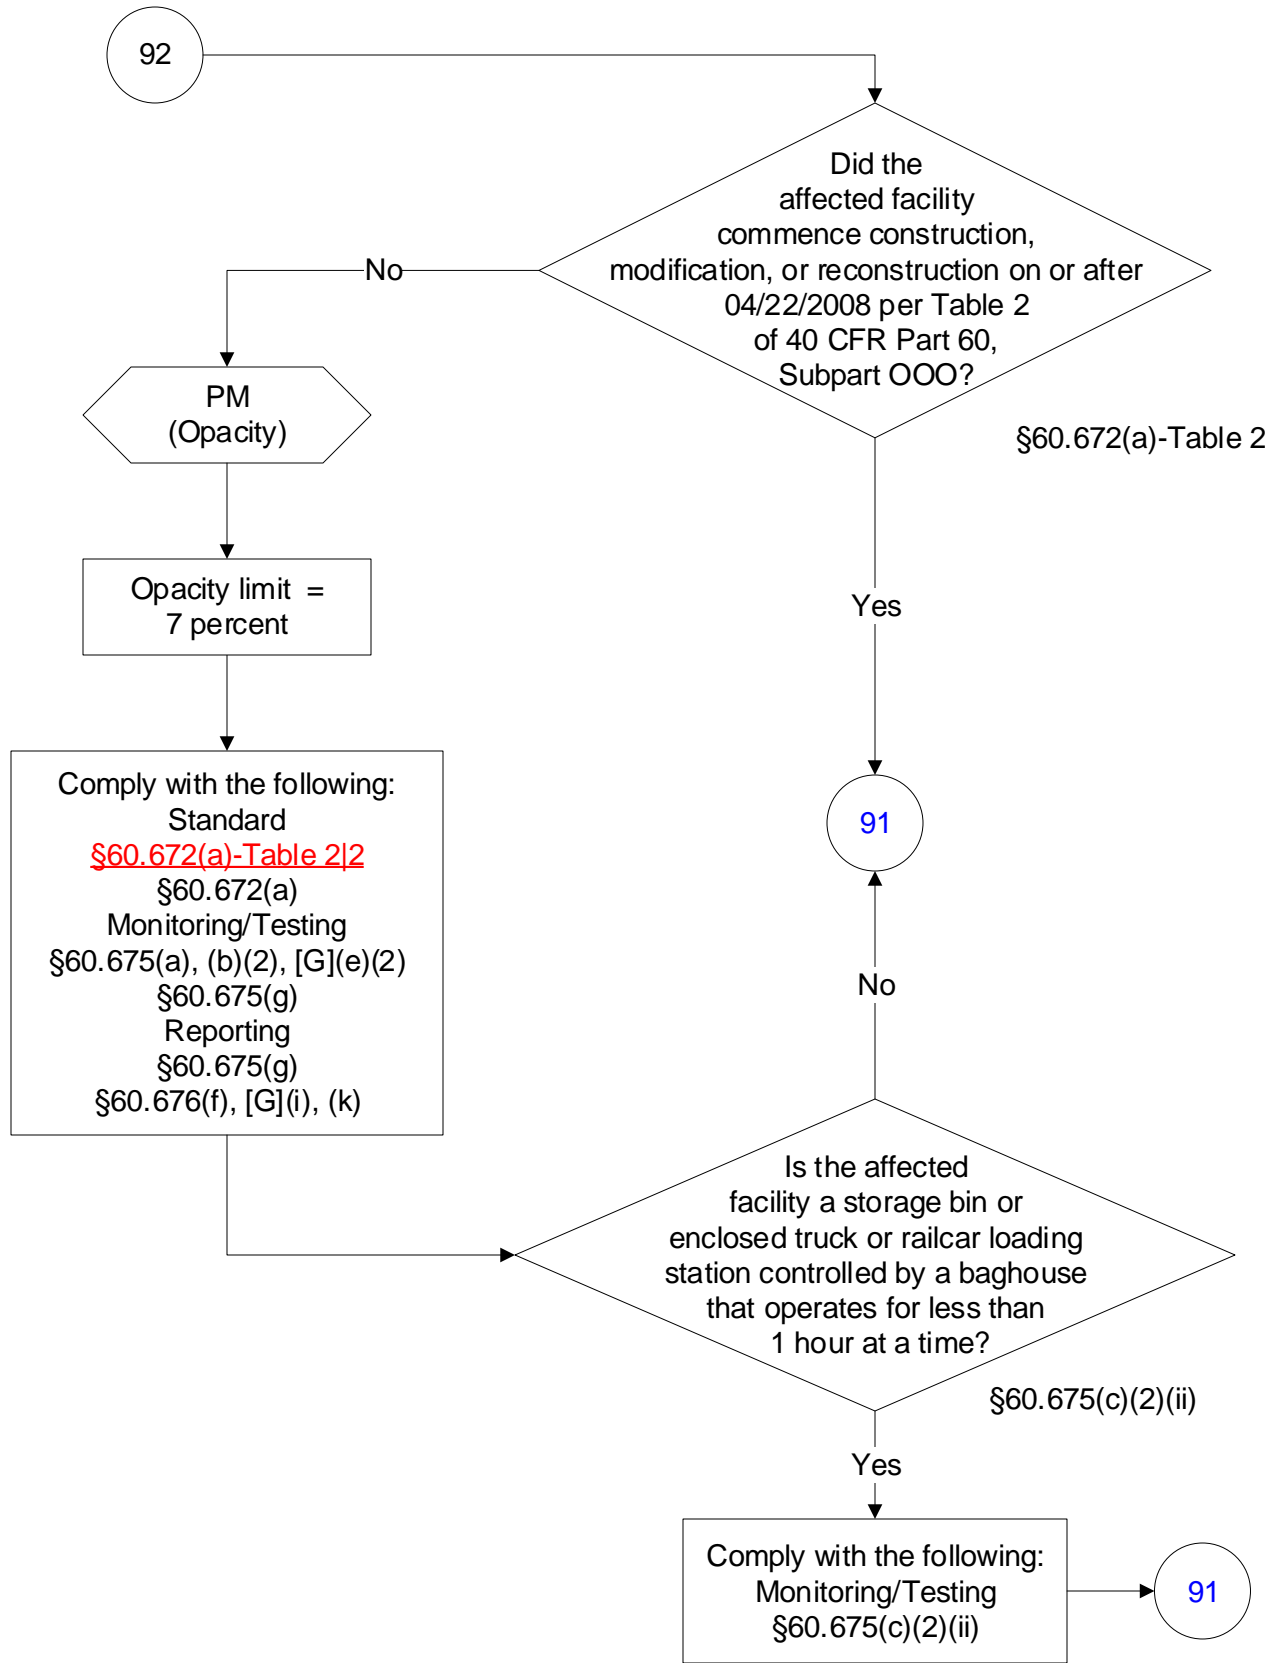 92
Did the
affected facility
commence construction,
modification, or reconstruction on or after
04/22/2008 per Table 2
of 40 CFR Part 60,
Subpart OOO?
§60.672(a)-Table 2
No
PM
(Opacity)
Opacity limit =
7 percent
Yes
Comply with the following:
Standard
§60.672(a)-Table 2|2
§60.672(a)
Monitoring/Testing
§60.675(a), (b)(2), [G](e)(2)
§60.675(g)
Reporting
§60.675(g)
§60.676(f), [G](i), (k)
91
No
Is the affected
facility a storage bin or
enclosed truck or railcar loading
station controlled by a baghouse
that operates for less than
1 hour at a time?
§60.675(c)(2)(ii)
Yes
Comply with the following:
Monitoring/Testing
§60.675(c)(2)(ii)
91